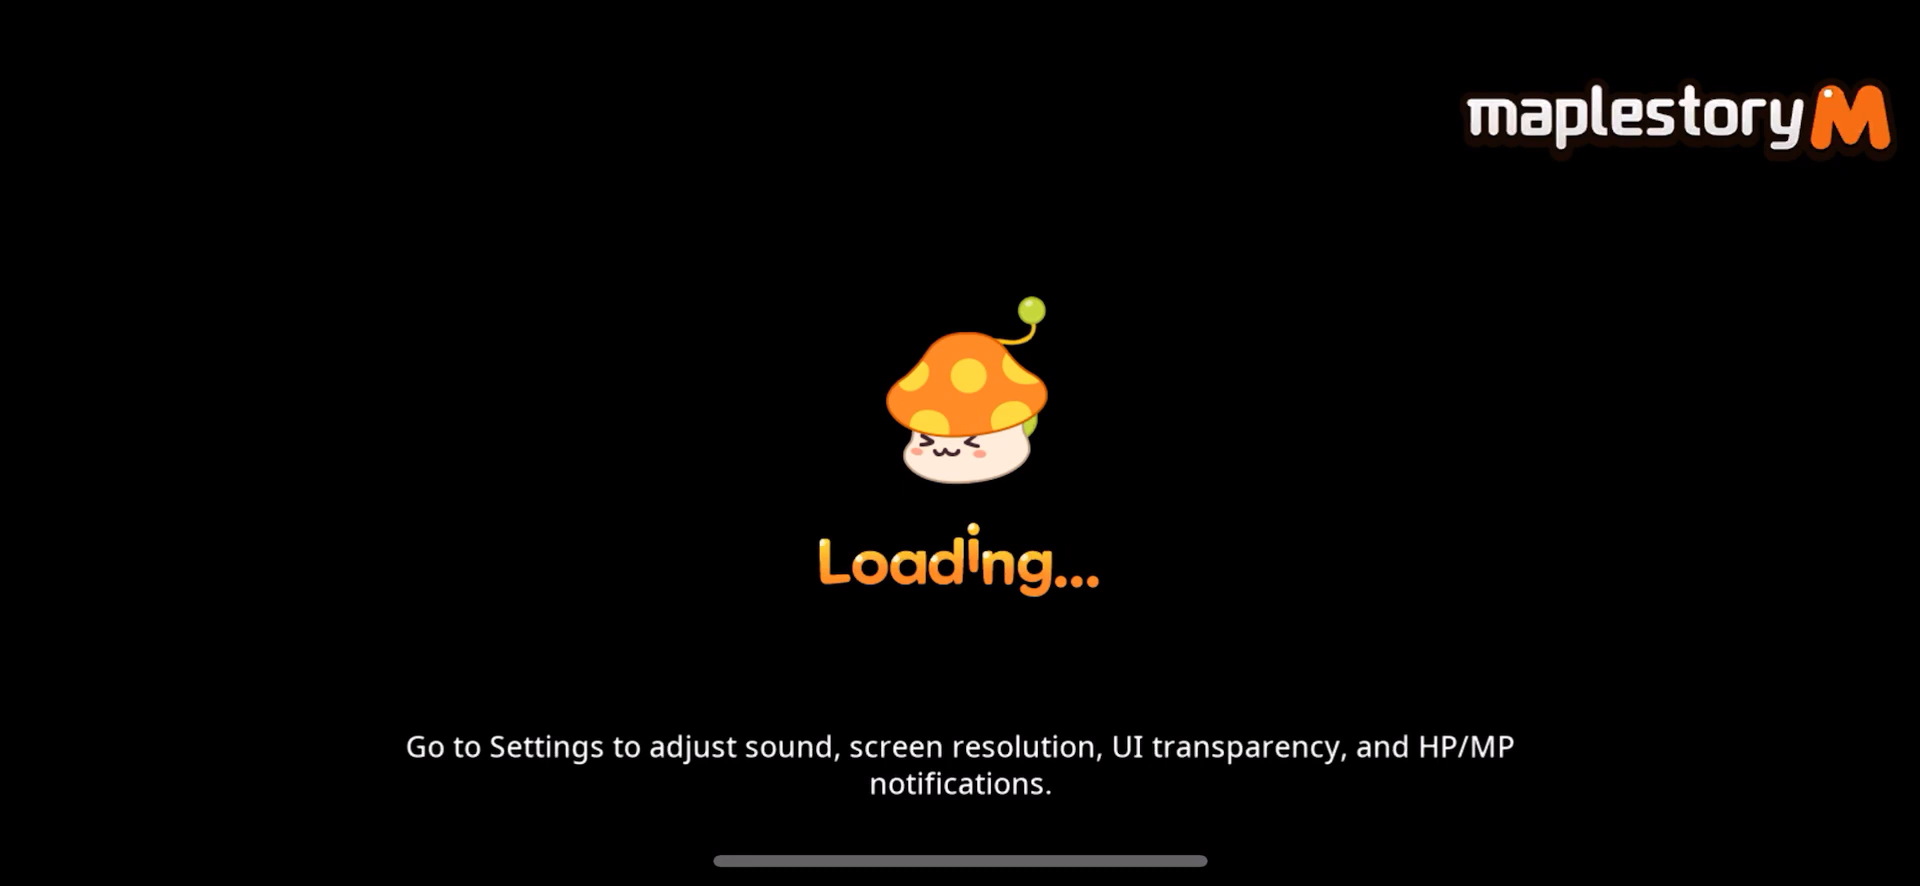 maplestory M
Loading...
Go to Settings to adjust sound, screen resolution, UI transparency, and HP/MP
notifications.